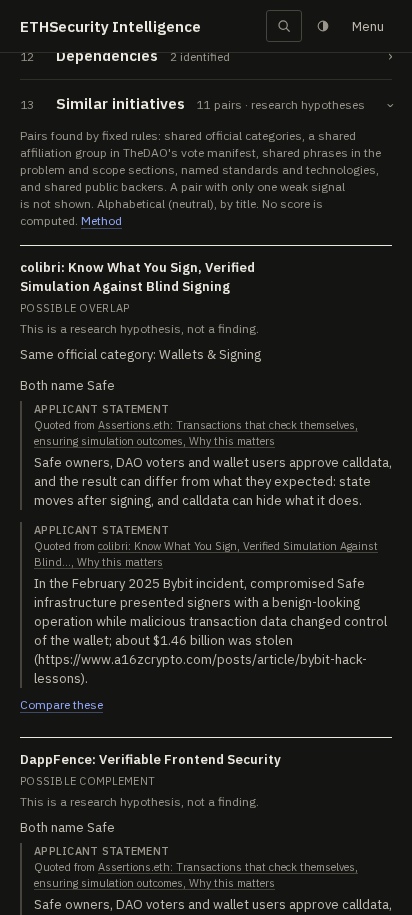 ETHSecurity Intelligence
Menu
12 Dependencies 2 identified ›
13 Similar initiatives 11 pairs · research hypotheses
Pairs found by fixed rules: shared official categories, a shared
affiliation group in TheDAO's vote manifest, shared phrases in the
problem and scope sections, named standards and technologies,
and shared public backers. A pair with only one weak signal
is not shown. Alphabetical (neutral), by title. No score is
computed. Method
colibri: Know What You Sign, Verified
Simulation Against Blind Signing
POSSIBLE OVERLAP
This is a research hypothesis, not a finding.
Same official category: Wallets & Signing
Both name Safe
APPLICANT STATEMENT
Quoted from Assertions.eth: Transactions that check themselves,
ensuring simulation outcomes, Why this matters
Safe owners, DAO voters and wallet users approve calldata,
and the result can differ from what they expected: state
moves after signing, and calldata can hide what it does.
APPLICANT STATEMENT
Quoted from colibri: Know What You Sign, Verified Simulation Against
Blind…, Why this matters
In the February 2025 Bybit incident, compromised Safe
infrastructure presented signers with a benign-looking
operation while malicious transaction data changed control
of the wallet; about $1.46 billion was stolen
(https://www.a16zcrypto.com/posts/article/bybit-hack-
lessons).
Compare these
DappFence: Verifiable Frontend Security
POSSIBLE COMPLEMENT
This is a research hypothesis, not a finding.
Both name Safe
APPLICANT STATEMENT
Quoted from Assertions.eth: Transactions that check themselves,
ensuring simulation outcomes, Why this matters
Safe owners, DAO voters and wallet users approve calldata,